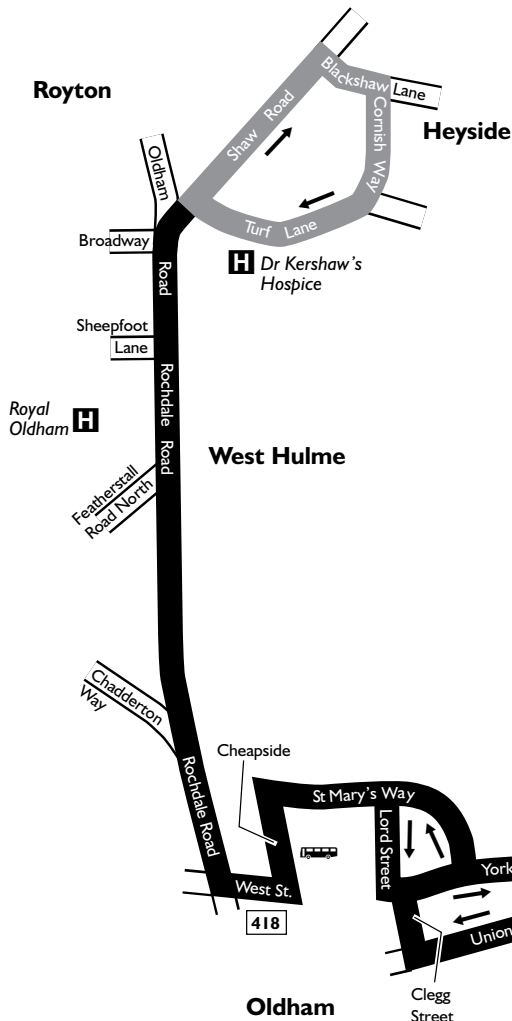 Royton
Blackshaw
Lane
Heyside
Shaw Road
Cornish Way
Oldham
Turf Lane
Broadway
Road
H Dr Kershaw's
Hospice
Sheepfoot
Lane
Rochdale
Road
Royal
Oldham H
West Hulme
Featherstall
Road North
Chadderton
Way
Cheapside
Rochdale Road
St Mary's Way
Lord Street
York
West St.
418
Union
Clegg
Street
Oldham